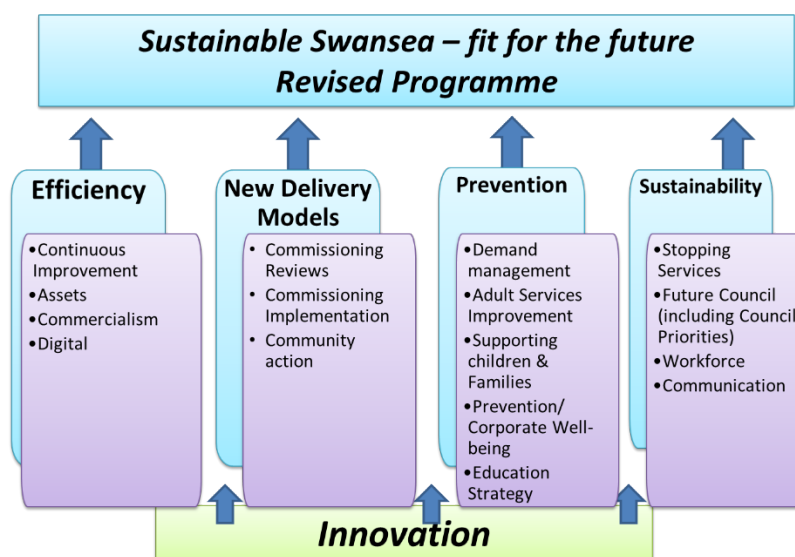 Sustainable Swansea – fit for the future
Revised Programme
Efficiency
•Continuous
Improvement
•Assets
•Commercialism
•Digital
New Delivery
Models
• Commissioning
Reviews
• Commissioning
Implementation
• Community
action
Prevention
•Demand
management
•Adult Services
Improvement
•Supporting
children &
Families
•Prevention/
Corporate Well-
being
•Education
Strategy
Sustainability
•Stopping
Services
•Future Council
(including Council
Priorities)
•Workforce
•Communication
Innovation